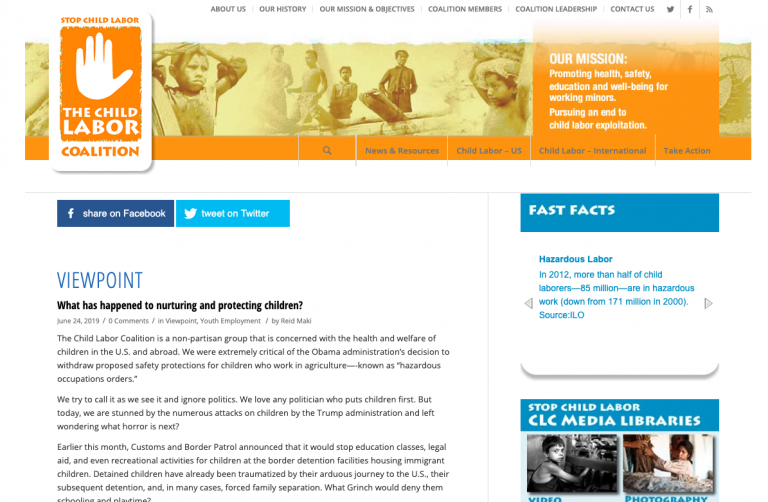 ABOUT US OUR HISTORY OUR MISSION & OBJECTIVES COALITION MEMBERS COALITION LEADERSHIP CONTACT US
STOP CHILD LABOR
THE CHILD
LABOR
COALITION
OUR MISSION:
Promoting health, safety,
education and well-being for
working minors.
Pursuing an end to
child labor exploitation.
News & Resources Child Labor – US Child Labor – International Take Action
share on Facebook tweet on Twitter
VIEWPOINT
What has happened to nurturing and protecting children?
June 24, 2019 / 0 Comments / in Viewpoint, Youth Employment / by Reid Maki
The Child Labor Coalition is a non-partisan group that is concerned with the health and welfare of
children in the U.S. and abroad. We were extremely critical of the Obama administration's decision to
withdraw proposed safety protections for children who work in agriculture—-known as "hazardous
occupations orders."
We try to call it as we see it and ignore politics. We love any politician who puts children first. But
today, we are stunned by the numerous attacks on children by the Trump administration and left
wondering what horror is next?
Earlier this month, Customs and Border Patrol announced that it would stop education classes, legal
aid, and even recreational activities for children at the border detention facilities housing immigrant
children. Detained children have already been traumatized by their arduous journey to the U.S., their
subsequent detention, and, in many cases, forced family separation. What Grinch would deny them
schooling and playtime?
FAST FACTS
Hazardous Labor
In 2012, more than half of child
laborers—85 million—are in hazardous
work (down from 171 million in 2000).
Source:ILO
STOP CHILD LABOR
CLC MEDIA LIBRARIES
VIDEO PHOTOGRAPHY